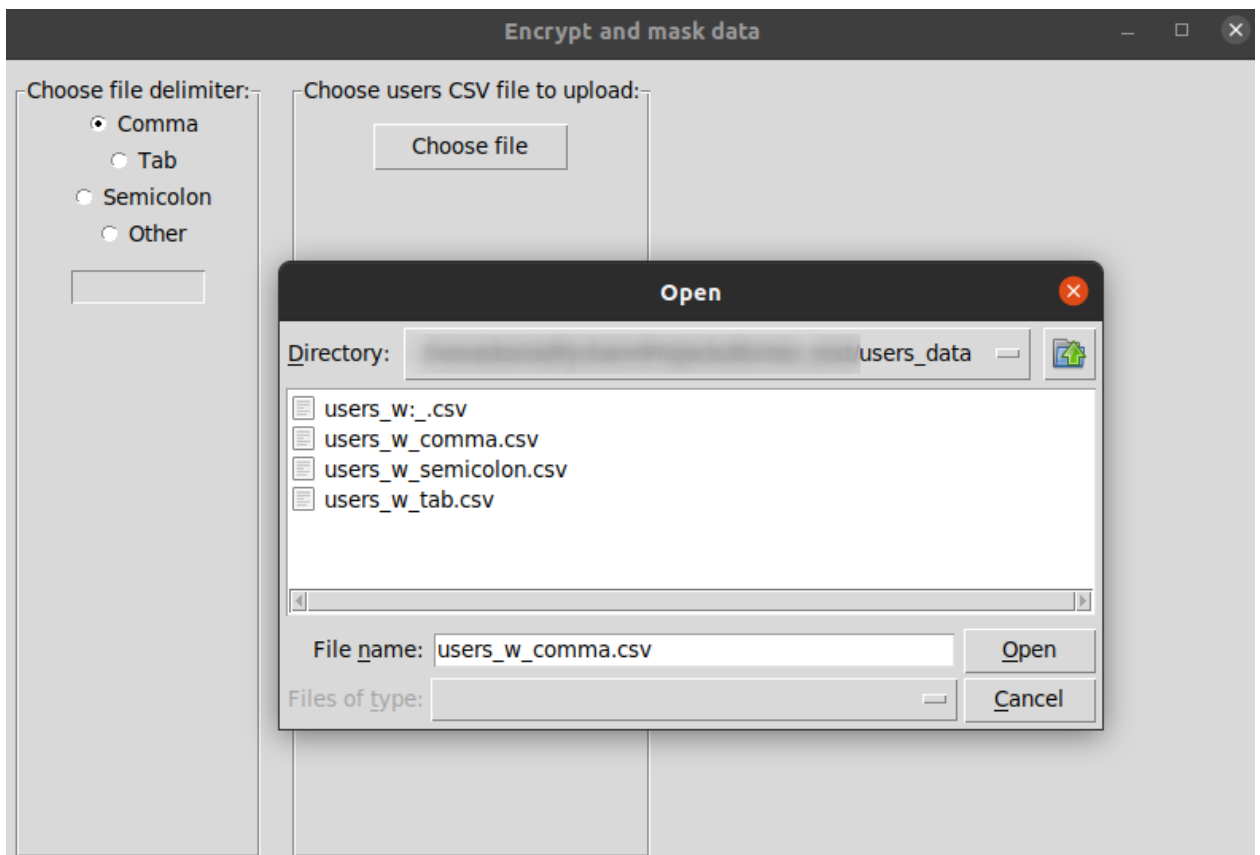 Encrypt and mask data
Choose file delimiter:
Comma
Tab
Semicolon
Other
Choose users CSV file to upload:
Choose file
Open
Directory: users_data
users_w:_.csv
users_w_comma.csv
users_w_semicolon.csv
users_w_tab.csv
File name: users_w_comma.csv
Open
Files of type:
Cancel